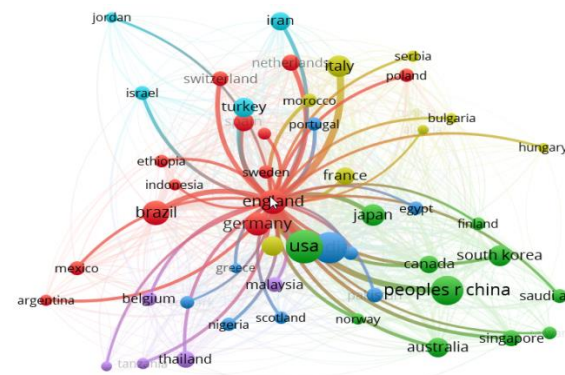 jordan
iran
serbia
netherlands
italy
switzerland
poland
israel
turkey
morocco
portugal
bulgaria
hungary
ethiopia
sweden
france
indonesia
england
brazil
japan
egypt
germany
finland
usa
south korea
canada
mexico
greece
malaysia
peoples r china
saudi a
argentina
belgium
nigeria
scotland
norway
singapore
australia
thailand
tanzania